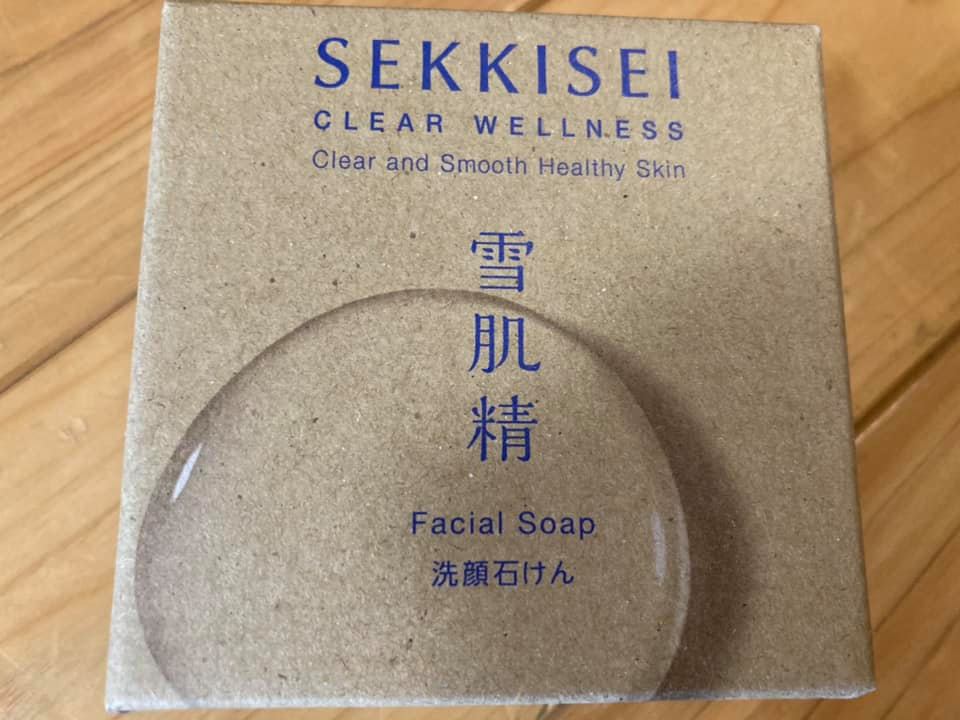 SEKKISEI
CLEAR WELLNESS
Clear and Smooth Healthy Skin
雪肌精
Facial Soap
洗顔石けん